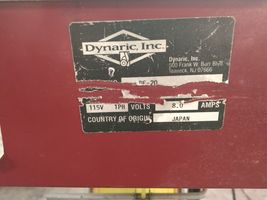 Dynaric, Inc.
Dynaric, Inc.
500 Frank W. Burr Blvd
Teaneck, NJ 07666
115V 1PH VOLTS 8.0 AMPS
COUNTRY OF ORIGIN JAPAN